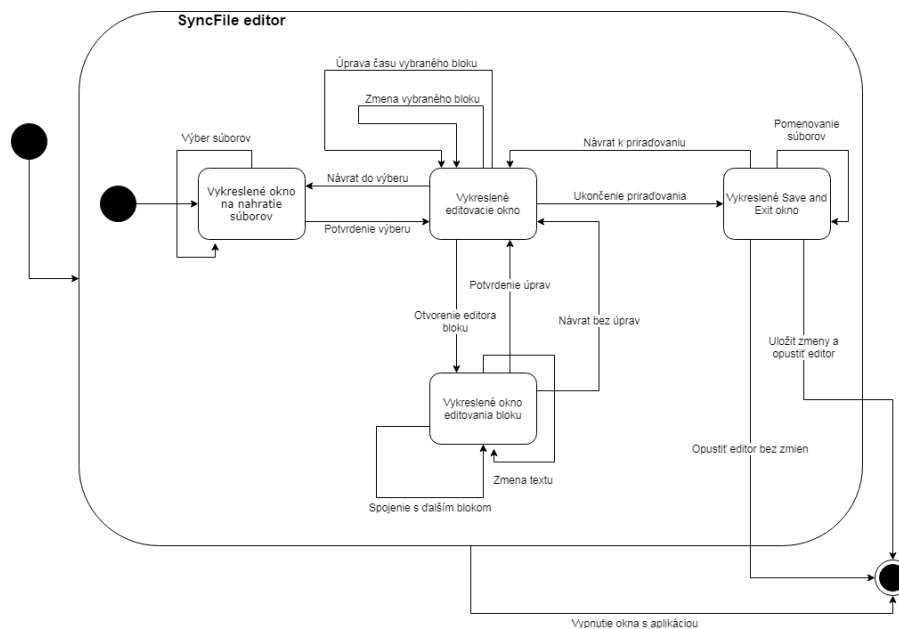 SyncFile editor
Úprava času vybraného bloku
Zmena vybraného bloku
Výber súborov
Návrat k priraďovaniu
Pomenovanie
súborov
Vykreslené okno
na nahratie
súborov
Návrat do výberu
Potvrdenie výberu
Vykreslené
editovacie okno
Ukončenie priraďovania
Vykreslené Save and
Exit okno
Otvorenie editora
bloku
Potvrdenie úprav
Návrat bez úprav
Uložiť zmeny a
opustiť editor
Vykreslené okno
editovania bloku
Opustiť editor bez zmien
Zmena textu
Spojenie s ďalším blokom
Vypnutie okna s aplikáciou